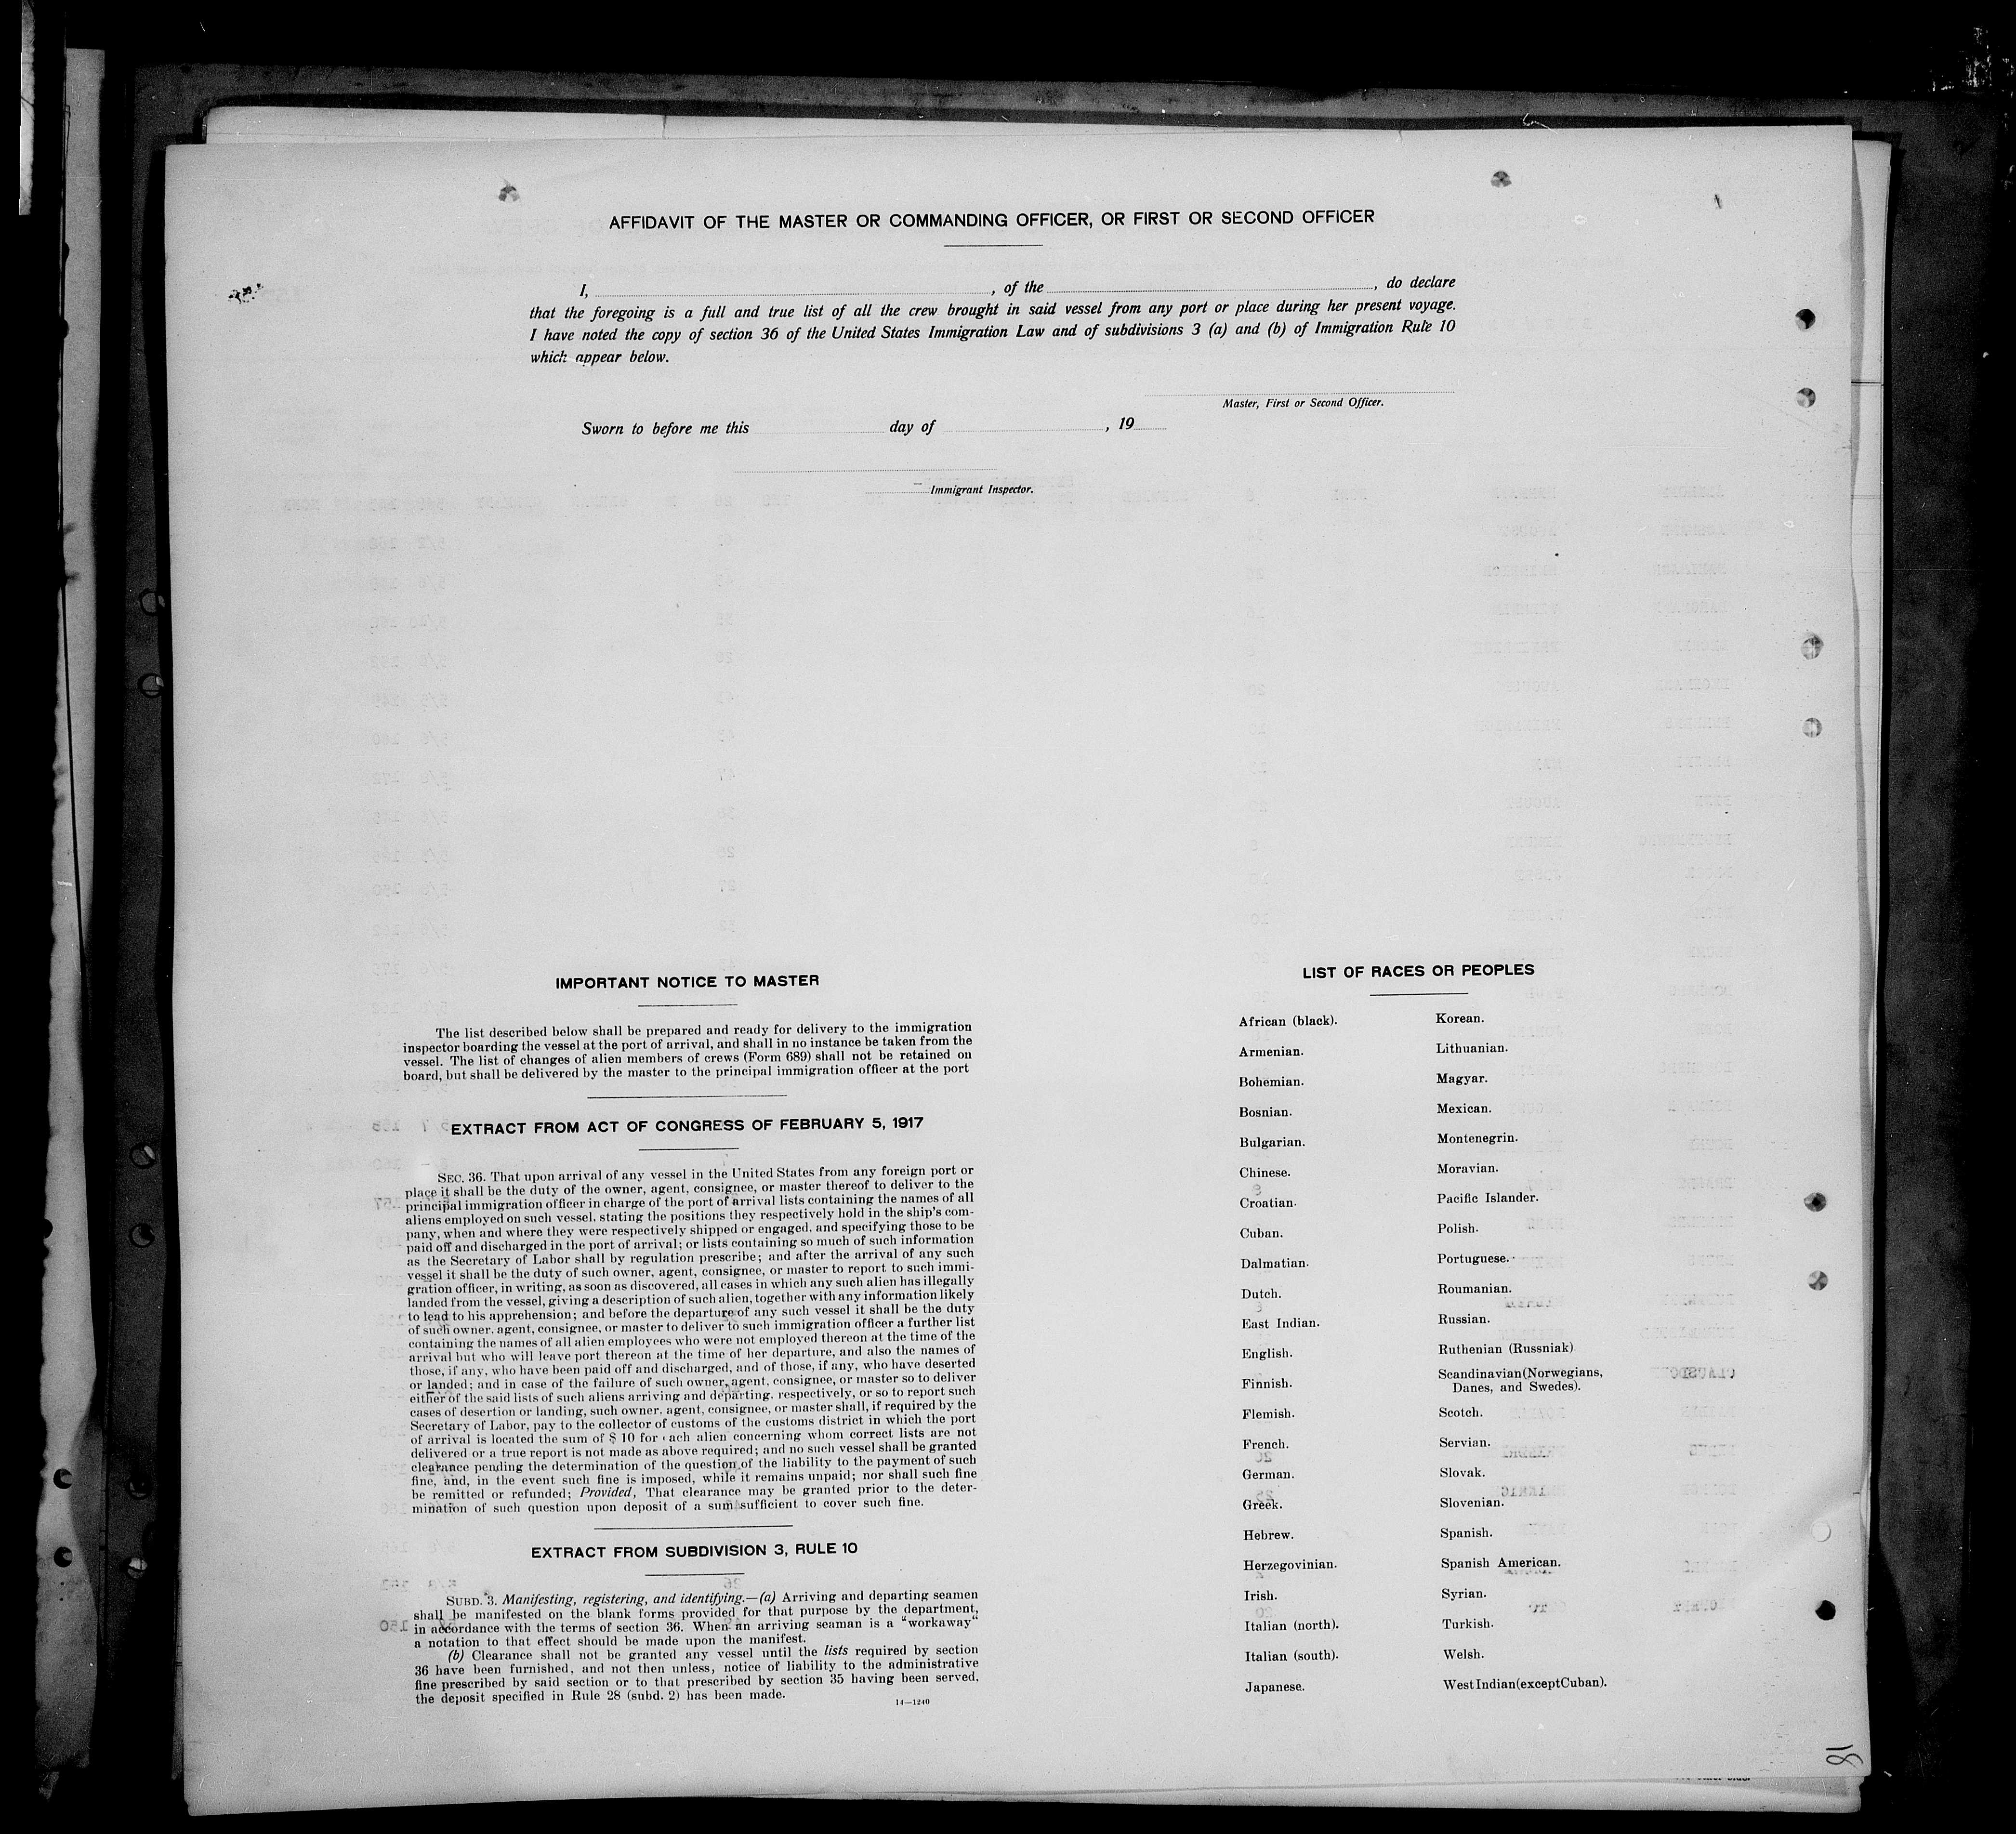 AFFIDAVIT OF THE MASTER OR COMMANDING OFFICER, OR FIRST OR SECOND OFFICER
I, , of the , do declare
that the foregoing is a full and true list of all the crew brought in said vessel from any port or place during her present voyage.
I have noted the copy of section 36 of the United States Immigration Law and of subdivisions 3 (a) and (b) of Immigration Rule 10
which appear below.
Master, First or Second Officer.
Sworn to before me this day of , 19
Immigrant Inspector.
IMPORTANT NOTICE TO MASTER
The list described below shall be prepared and ready for delivery to the immigration
inspector boarding the vessel at the port of arrival, and shall in no instance be taken from the
vessel. The list of changes of alien members of crews (Form 689) shall not be retained on
board, but shall be delivered by the master to the principal immigration officer at the port
EXTRACT FROM ACT OF CONGRESS OF FEBRUARY 5, 1917
SEC. 36. That upon arrival of any vessel in the United States from any foreign port or
place it shall be the duty of the owner, agent, consignee, or master thereof to deliver to the
principal immigration officer in charge of the port of arrival lists containing the names of all
aliens employed on such vessel, stating the positions they respectively hold in the ship's com-
pany, when and where they were respectively shipped or engaged, and specifying those to be
paid off and discharged in the port of arrival; or lists containing so much of such information
as the Secretary of Labor shall by regulation prescribe; and after the arrival of any such
vessel it shall be the duty of such owner, agent, consignee, or master to report to such immi-
gration officer, in writing, as soon as discovered, all cases in which any such alien has illegally
landed from the vessel, giving a description of such alien, together with any information likely
to lead to his apprehension; and before the departure of any such vessel it shall be the duty
of such owner, agent, consignee, or master to deliver to such immigration officer a further list
containing the names of all alien employees who were not employed thereon at the time of the
arrival but who will leave port thereon at the time of her departure, and also the names of
those, if any, who have been paid off and discharged, and of those, if any, who have deserted
or landed; and in case of the failure of such owner, agent, consignee, or master so to deliver
either of the said lists of such aliens arriving and departing, respectively, or so to report such
cases of desertion or landing, such owner, agent, consignee, or master shall, if required by the
Secretary of Labor, pay to the collector of customs of the customs district in which the port
of arrival is located the sum of $ 10 for each alien concerning whom correct lists are not
delivered or a true report is not made as above required; and no such vessel shall be granted
clearance pending the determination of the question of the liability to the payment of such
fine, and, in the event such fine is imposed, while it remains unpaid; nor shall such fine
be remitted or refunded; Provided, That clearance may be granted prior to the deter-
mination of such question upon deposit of a sum sufficient to cover such fine.
EXTRACT FROM SUBDIVISION 3, RULE 10
SUBD. 3. Manifesting, registering, and identifying.—(a) Arriving and departing seamen
shall be manifested on the blank forms provided for that purpose by the department,
in accordance with the terms of section 36. When an arriving seaman is a "workaway"
a notation to that effect should be made upon the manifest.
(b) Clearance shall not be granted any vessel until the lists required by section
36 have been furnished, and not then unless, notice of liability to the administrative
fine prescribed by said section or to that prescribed by section 35 having been served,
the deposit specified in Rule 28 (subd. 2) has been made.
14—1240
LIST OF RACES OR PEOPLES
African (black).
Armenian.
Bohemian.
Bosnian.
Bulgarian.
Chinese.
Croatian.
Cuban.
Dalmatian.
Dutch.
East Indian.
English.
Finnish.
Flemish.
French.
German.
Greek.
Hebrew.
Herzegovinian.
Irish.
Italian (north).
Italian (south).
Japanese.
Korean.
Lithuanian.
Magyar.
Mexican.
Montenegrin.
Moravian.
Pacific Islander.
Polish.
Portuguese.
Roumanian.
Russian.
Ruthenian (Russniak)
Scandinavian (Norwegians,
Danes, and Swedes).
Scotch.
Servian.
Slovak.
Slovenian.
Spanish.
Spanish American.
Syrian.
Turkish.
Welsh.
West Indian (except Cuban).
18